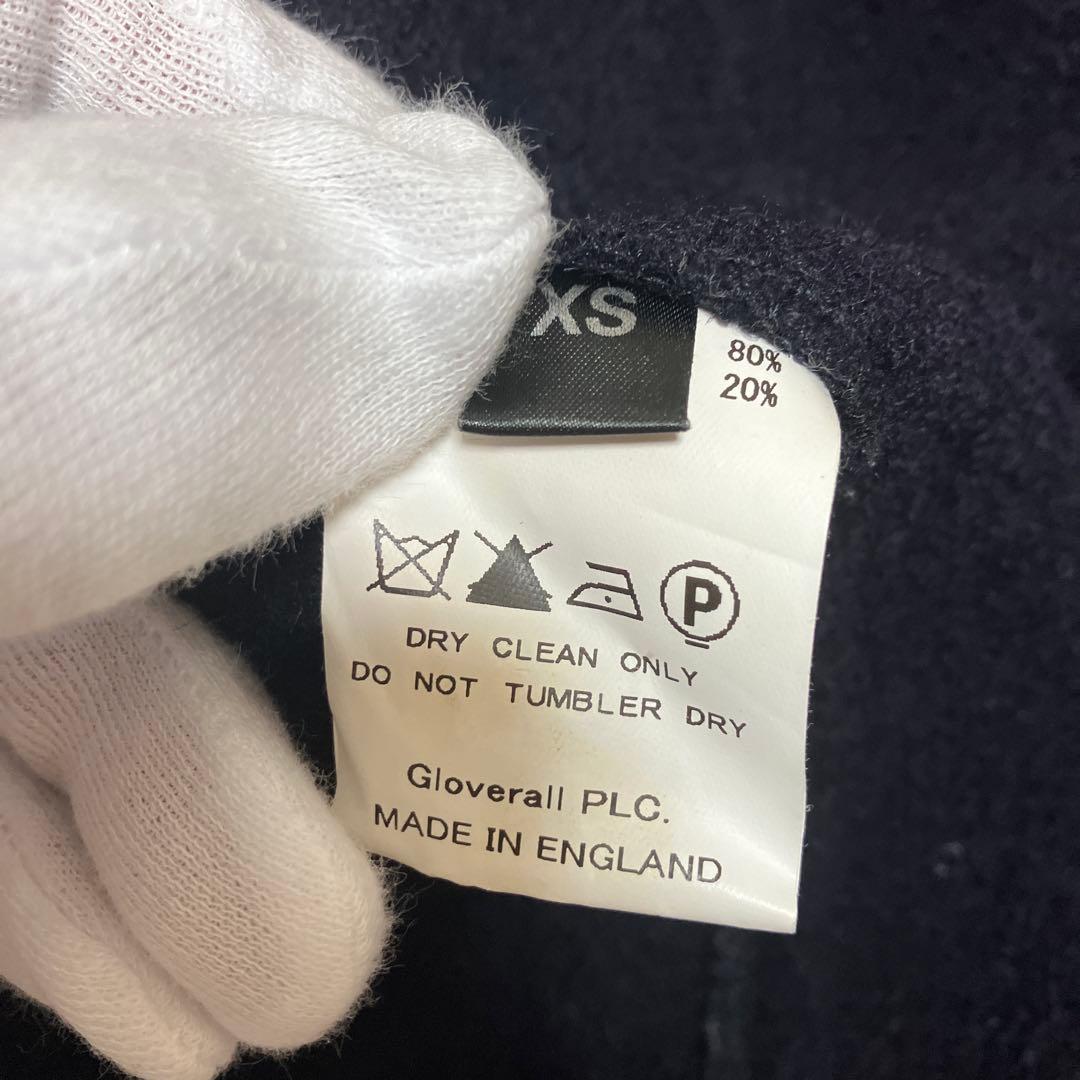 XS
80%
20%
P
DRY CLEAN ONLY
DO NOT TUMBLER DRY
Gloverall PLC.
MADE IN ENGLAND